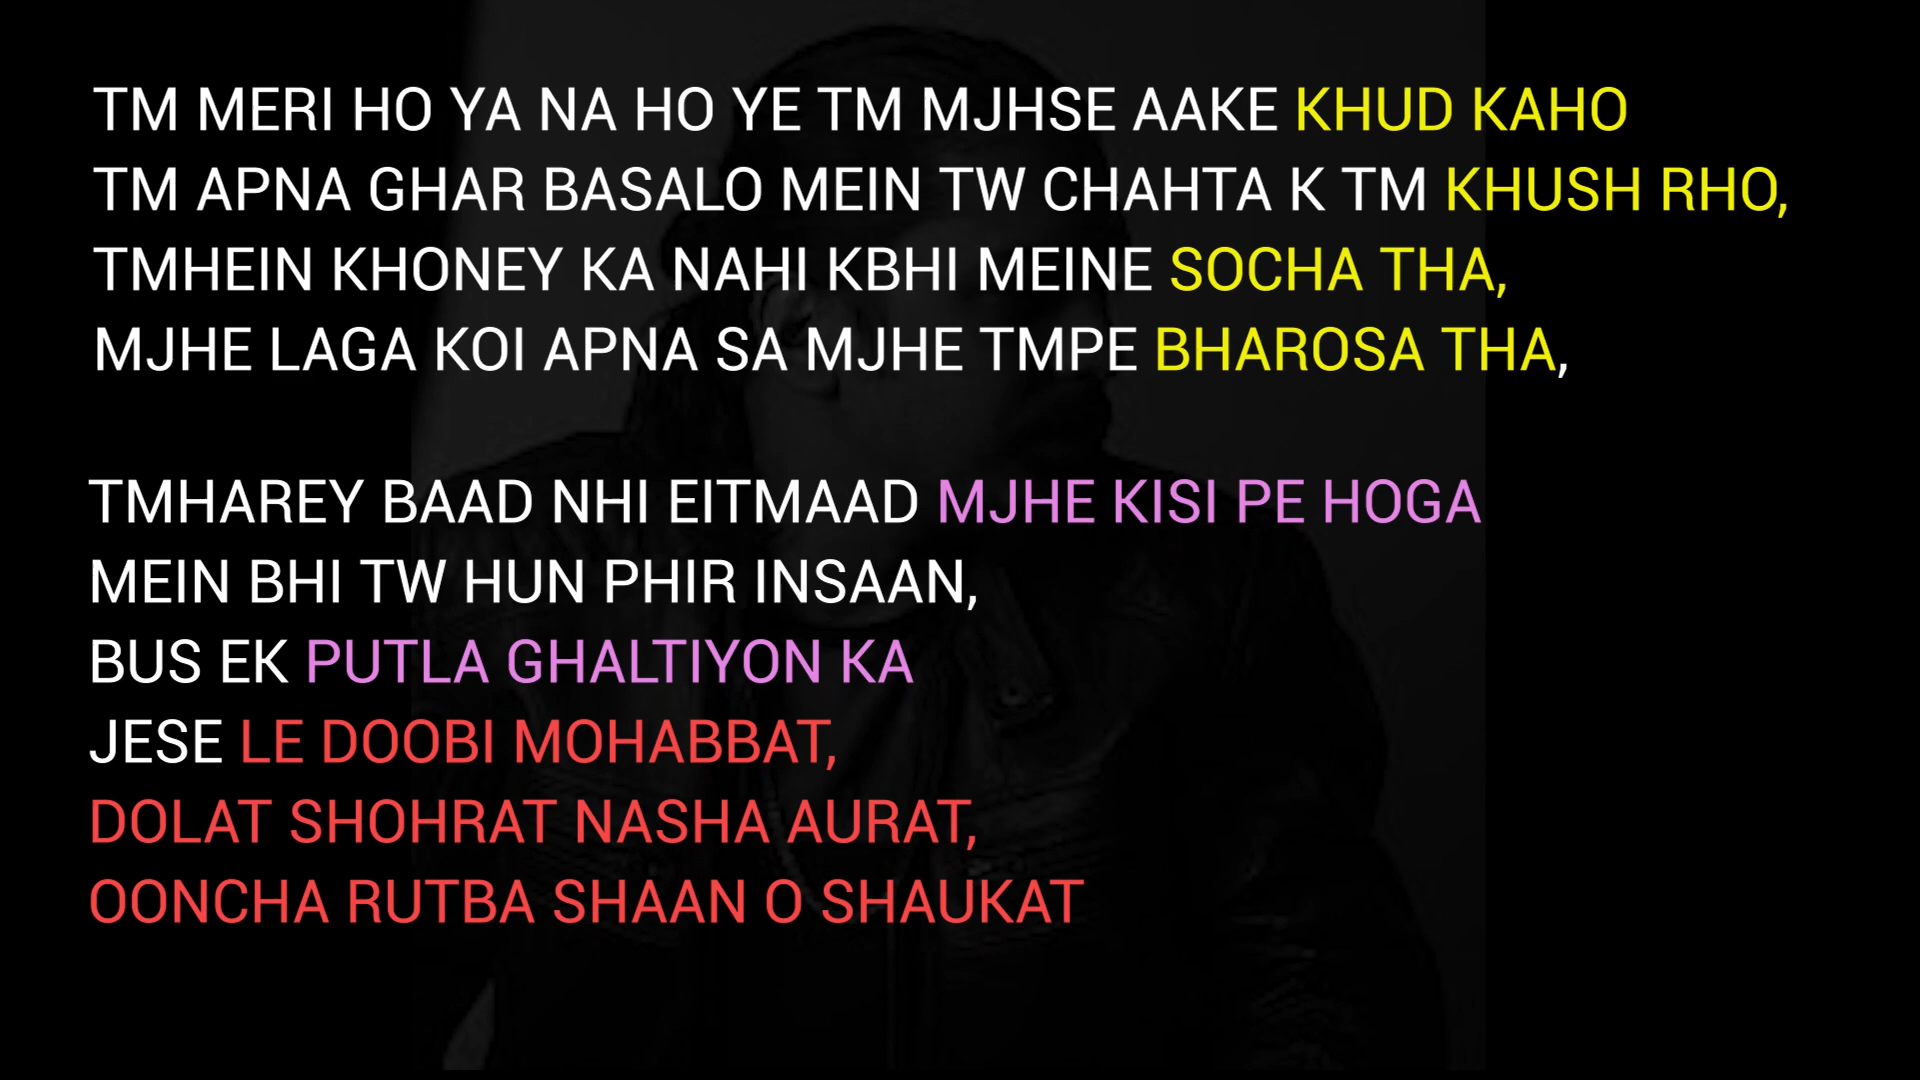 TM MERI HO YA NA HO YE TM MJHSE AAKE KHUD KAHO
TM APNA GHAR BASALO MEIN TW CHAHTA K TM KHUSH RHO,
TMHEIN KHONEY KA NAHI KBHI MEINE SOCHA THA,
MJHE LAGA KOI APNA SA MJHE TMPE BHAROSA THA,
TMHAREY BAAD NHI EITMAAD MJHE KISI PE HOGA
MEIN BHI TW HUN PHIR INSAAN,
BUS EK PUTLA GHALTIYON KA
JESE LE DOOBI MOHABBAT,
DOLAT SHOHRAT NASHA AURAT,
OONCHA RUTBA SHAAN O SHAUKAT